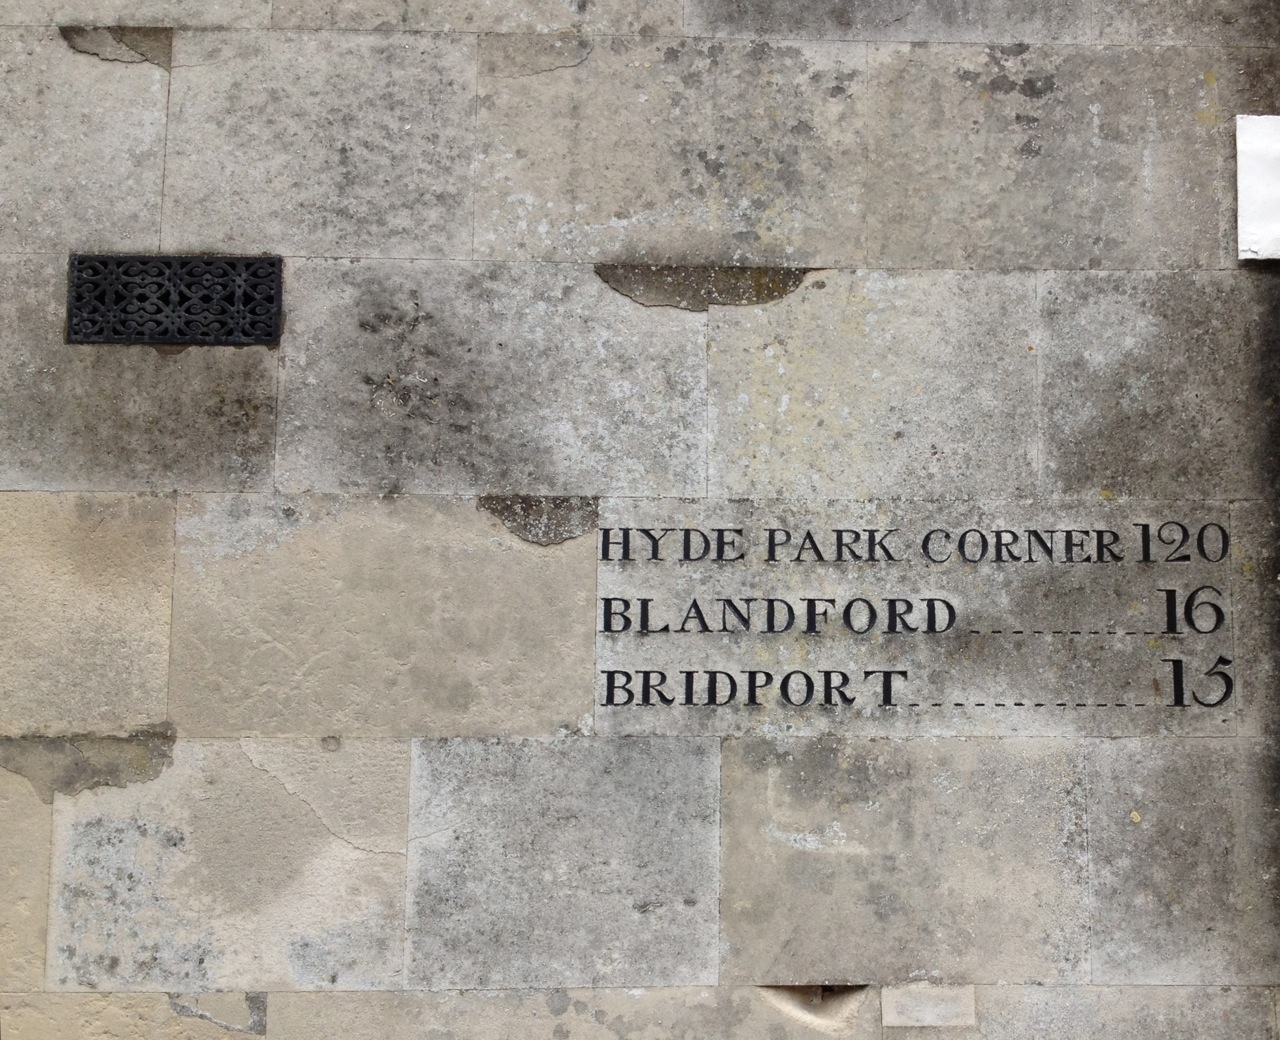 HYDE PARK CORNER 120
BLANDFORD 16
BRIDPORT 15